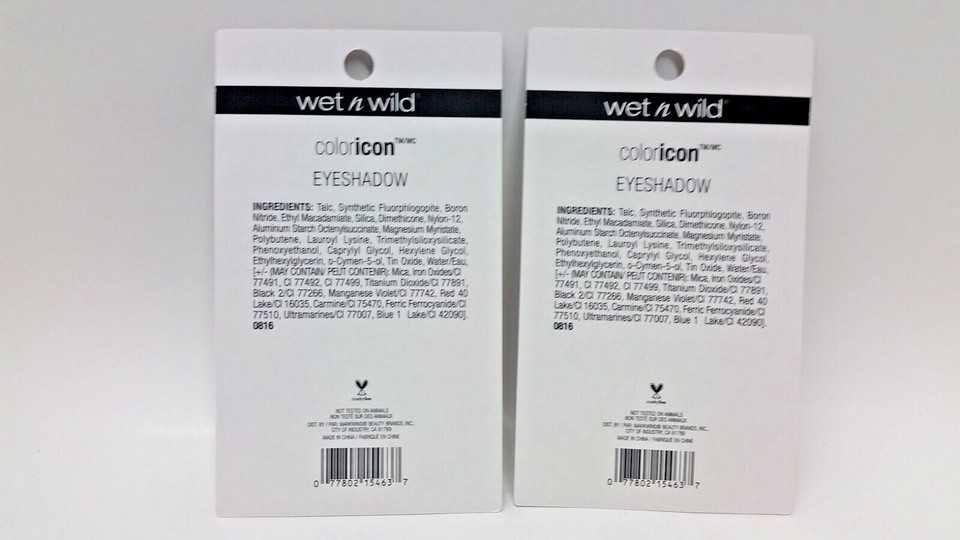 wet n wild®
coloricon™/MC
EYESHADOW
INGREDIENTS: Talc, Synthetic Fluorphlogopite, Boron
Nitride, Ethyl Macadamiate, Silica, Dimethicone, Nylon-12,
Aluminum Starch Octenylsuccinate, Magnesium Myristate,
Polybutene, Lauroyl Lysine, Trimethylsiloxysilicate,
Phenoxyethanol, Caprylyl Glycol, Hexylene Glycol,
Ethylhexylglycerin, o-Cymen-5-ol, Tin Oxide, Water/Eau,
[+/- (MAY CONTAIN/ PEUT CONTENIR): Mica, Iron Oxides/CI
77491, CI 77492, CI 77499, Titanium Dioxide/CI 77891,
Black 2/CI 77266, Manganese Violet/CI 77742, Red 40
Lake/CI 16035, Carmine/CI 75470, Ferric Ferrocyanide/CI
77510, Ultramarines/CI 77007, Blue 1 Lake/CI 42090].
0816
crueltyfree
NOT TESTED ON ANIMALS
NON TESTÉ SUR DES ANIMAUX
DIST. BY / PAR: MARKWINS® BEAUTY BRANDS, INC.,
CITY OF INDUSTRY, CA 91789
MADE IN CHINA / FABRIQUÉ EN CHINE
0 77802 15463 7
wet n wild®
coloricon™/MC
EYESHADOW
INGREDIENTS: Talc, Synthetic Fluorphlogopite, Boron
Nitride, Ethyl Macadamiate, Silica, Dimethicone, Nylon-12,
Aluminum Starch Octenylsuccinate, Magnesium Myristate,
Polybutene, Lauroyl Lysine, Trimethylsiloxysilicate,
Phenoxyethanol, Caprylyl Glycol, Hexylene Glycol,
Ethylhexylglycerin, o-Cymen-5-ol, Tin Oxide, Water/Eau,
[+/- (MAY CONTAIN/ PEUT CONTENIR): Mica, Iron Oxides/CI
77491, CI 77492, CI 77499, Titanium Dioxide/CI 77891,
Black 2/CI 77266, Manganese Violet/CI 77742, Red 40
Lake/CI 16035, Carmine/CI 75470, Ferric Ferrocyanide/CI
77510, Ultramarines/CI 77007, Blue 1 Lake/CI 42090].
0816
crueltyfree
NOT TESTED ON ANIMALS
NON TESTÉ SUR DES ANIMAUX
DIST. BY / PAR: MARKWINS® BEAUTY BRANDS, INC.,
CITY OF INDUSTRY, CA 91789
MADE IN CHINA / FABRIQUÉ EN CHINE
0 77802 15463 7